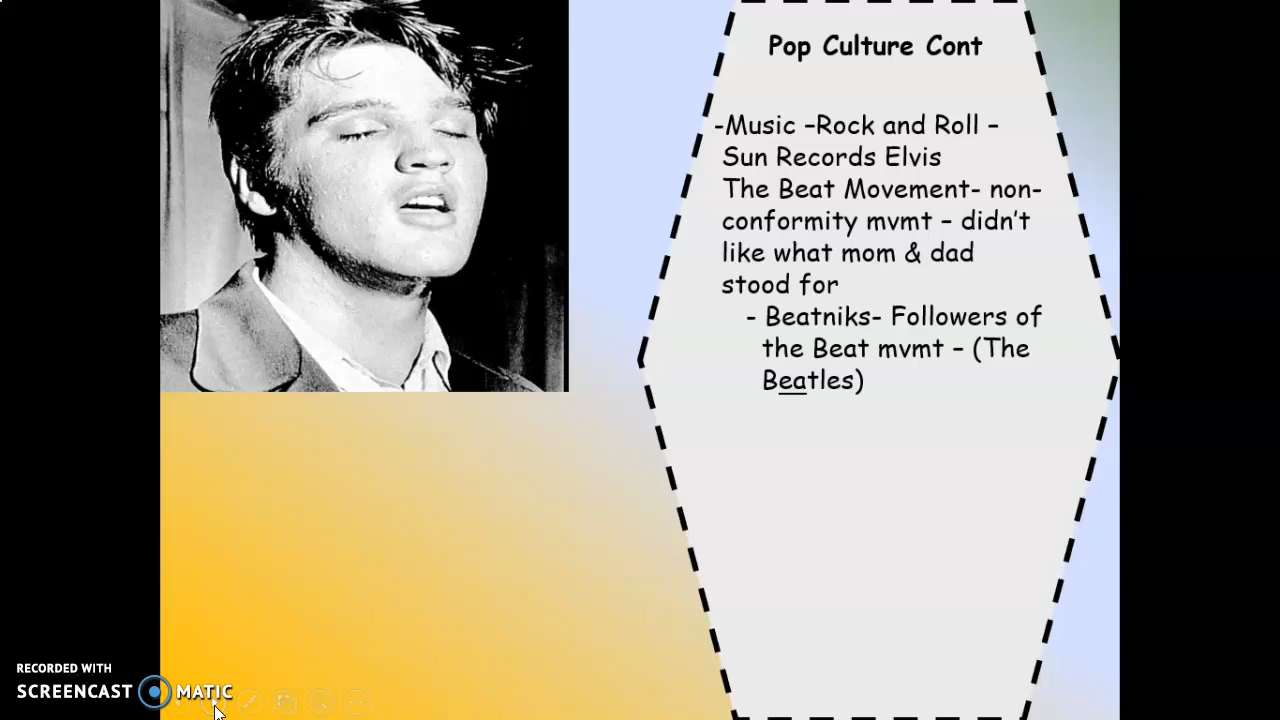 Pop Culture Cont
-Music –Rock and Roll –
Sun Records Elvis
The Beat Movement- non-
conformity mvmt – didn't
like what mom & dad
stood for
- Beatniks- Followers of
the Beat mvmt – (The
Beatles)
RECORDED WITH
SCREENCAST MATIC